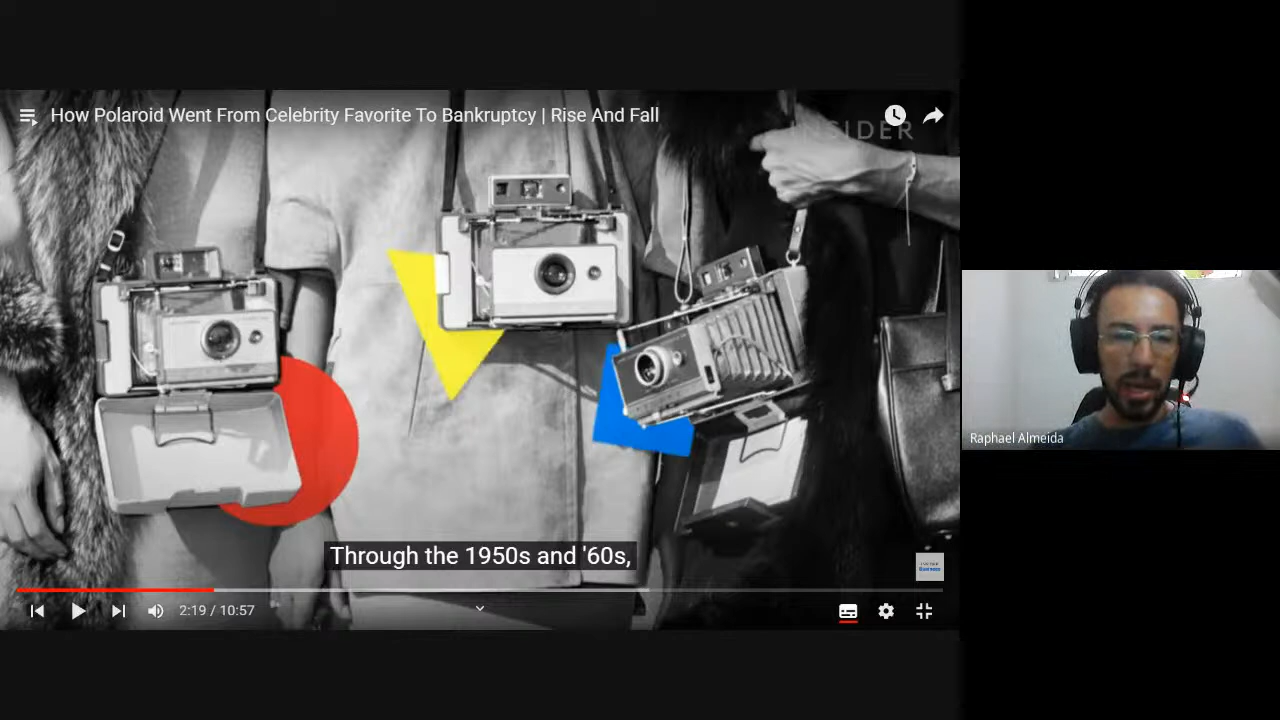 How Polaroid Went From Celebrity Favorite To Bankruptcy | Rise And Fall
INSIDER
Through the 1950s and '60s,
2:19 / 10:57
Raphael Almeida